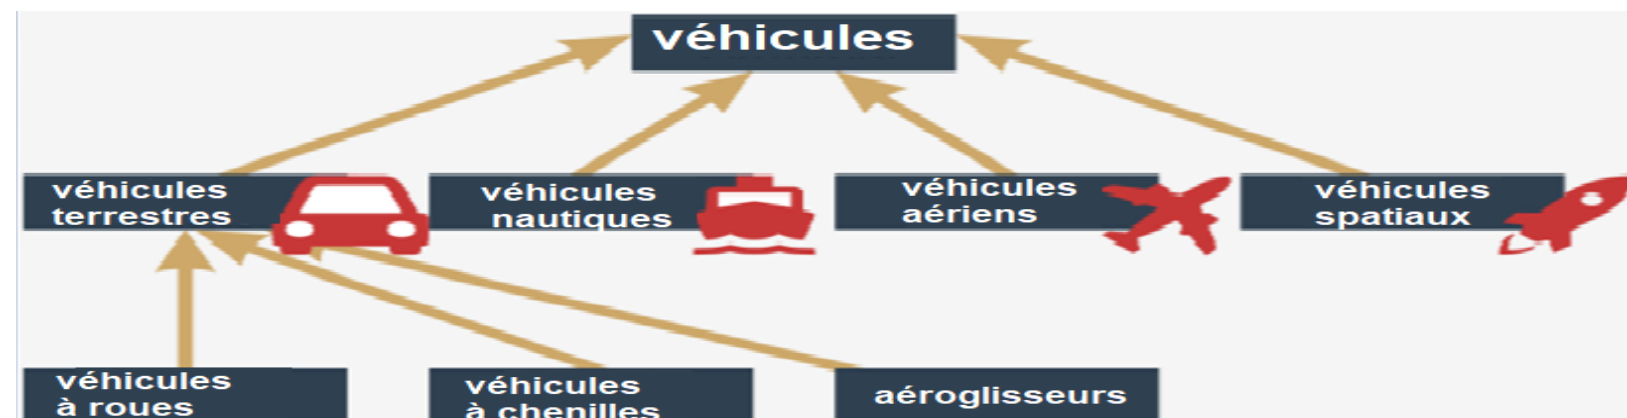 véhicules
véhicules
terrestres
véhicules
nautiques
véhicules
aériens
véhicules
spatiaux
véhicules
à roues
véhicules
à chenilles
aéroglisseurs